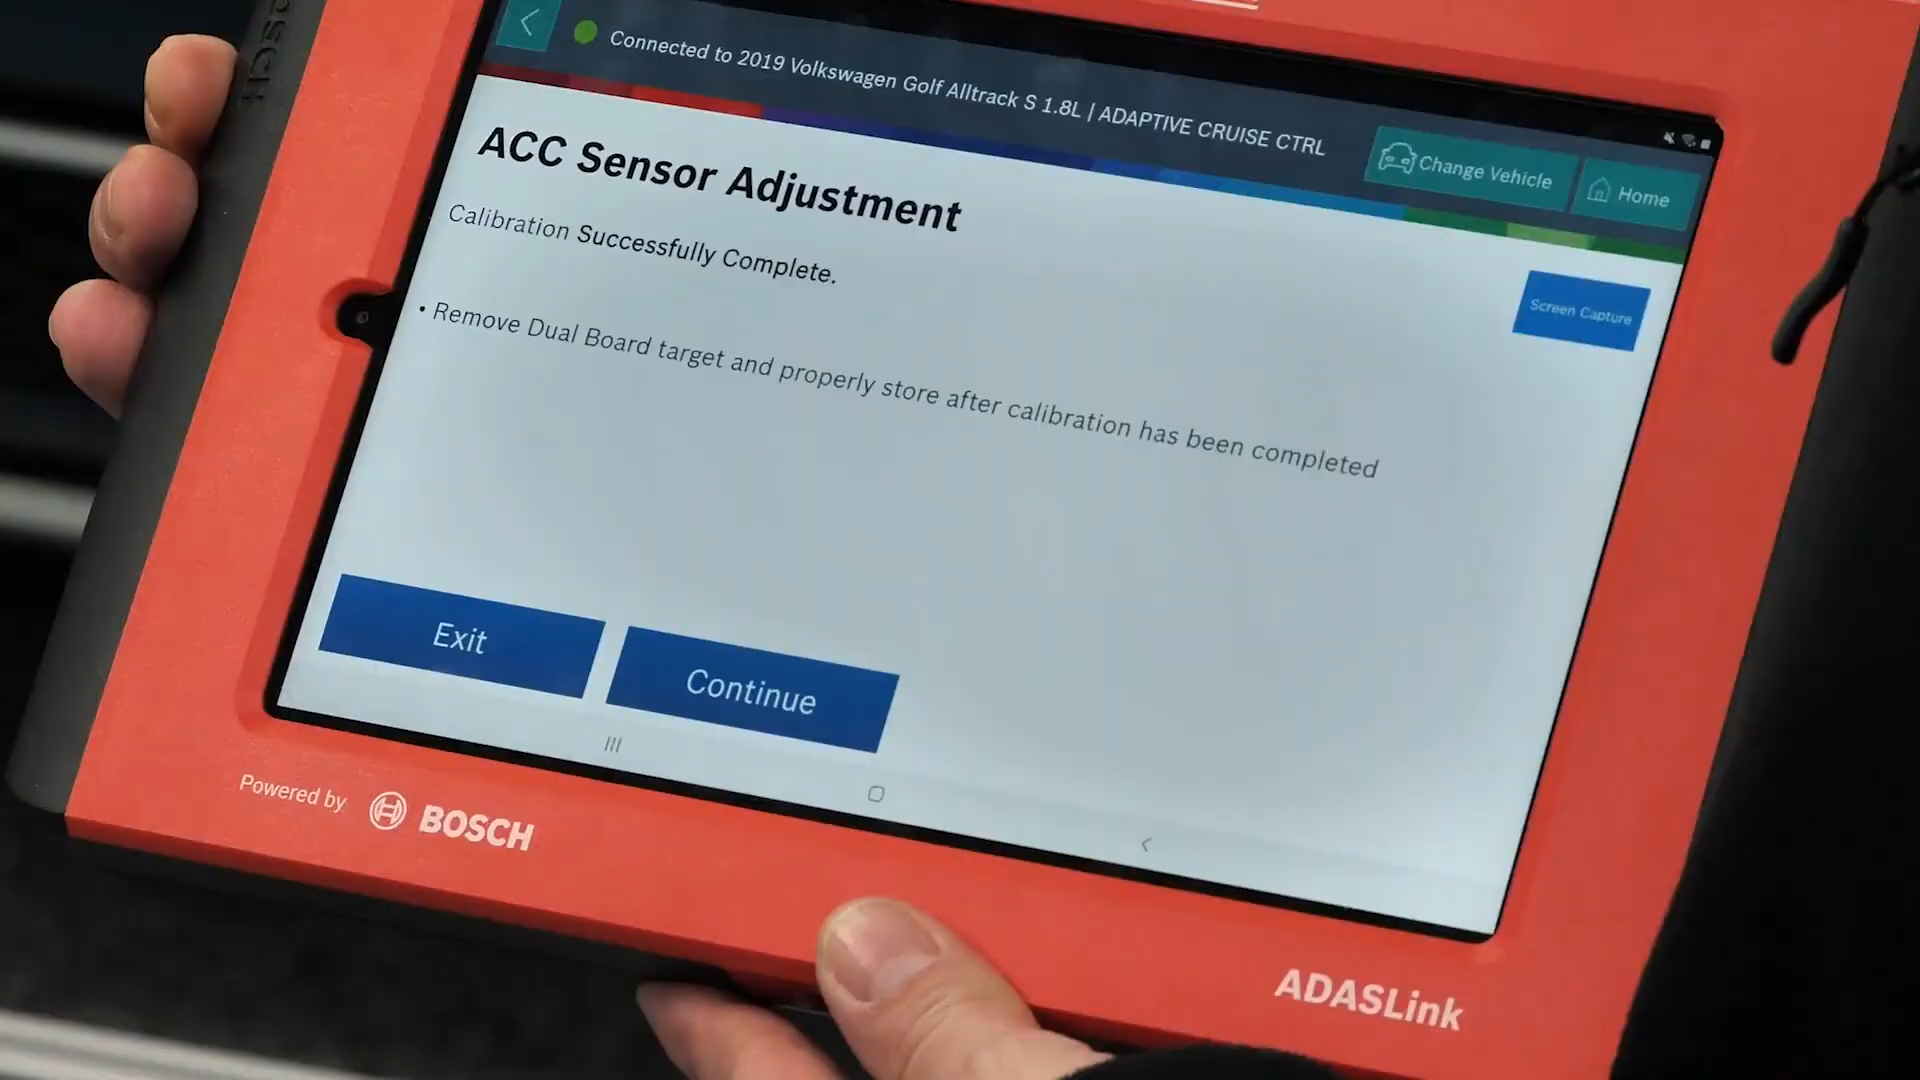 Connected to 2019 Volkswagen Golf Alltrack S 1.8L | ADAPTIVE CRUISE CTRL
Change Vehicle
Home
ACC Sensor Adjustment
Calibration Successfully Complete.
Screen Capture
• Remove Dual Board target and properly store after calibration has been completed
Exit
Continue
Powered by
BOSCH
ADASLink